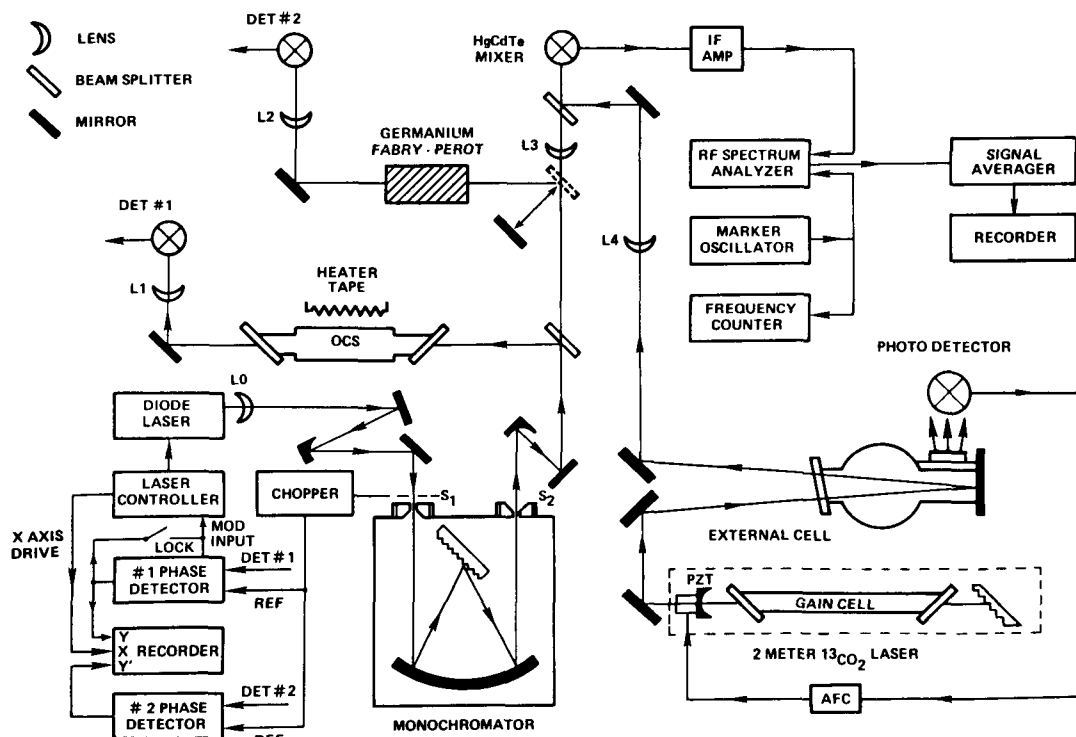 LENS
BEAM SPLITTER
MIRROR
DET #2
L2
GERMANIUM
FABRY - PEROT
HgCdTe
MIXER
L3
IF
AMP
RF SPECTRUM
ANALYZER
SIGNAL
AVERAGER
MARKER
OSCILLATOR
RECORDER
FREQUENCY
COUNTER
L4
DET #1
L1
HEATER
TAPE
OCS
PHOTO DETECTOR
DIODE
LASER
L0
LASER
CONTROLLER
CHOPPER
S1
S2
X AXIS
DRIVE
LOCK
MOD
INPUT
#1 PHASE
DETECTOR
DET #1
REF
Y
X
Y'
RECORDER
# 2 PHASE
DETECTOR
DET #2
REF
MONOCHROMATOR
EXTERNAL CELL
PZT
GAIN CELL
2 METER 13CO2 LASER
AFC